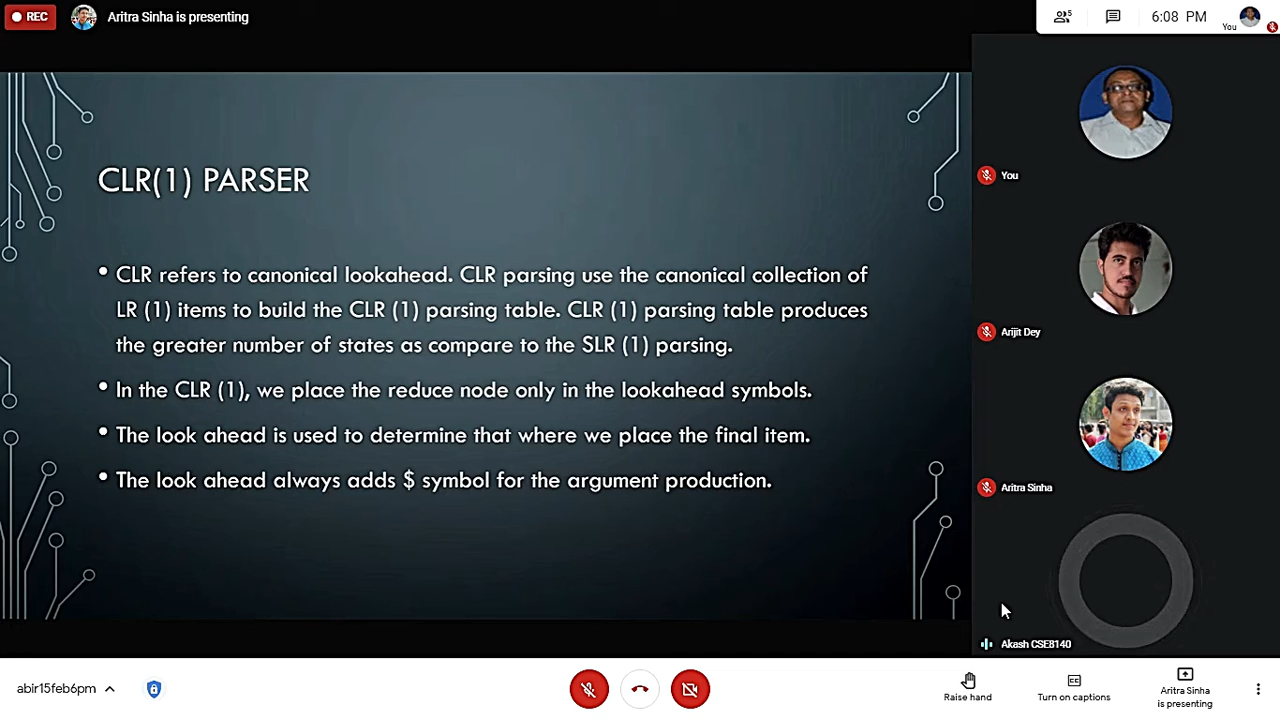 REC
Aritra Sinha is presenting
5
6:08 PM
You
CLR(1) PARSER
• CLR refers to canonical lookahead. CLR parsing use the canonical collection of
LR (1) items to build the CLR (1) parsing table. CLR (1) parsing table produces
the greater number of states as compare to the SLR (1) parsing.
• In the CLR (1), we place the reduce node only in the lookahead symbols.
• The look ahead is used to determine that where we place the final item.
• The look ahead always adds $ symbol for the argument production.
You
Arijit Dey
Aritra Sinha
Akash CSE8140
abir15feb6pm
Raise hand
CC
Turn on captions
Aritra Sinha
is presenting